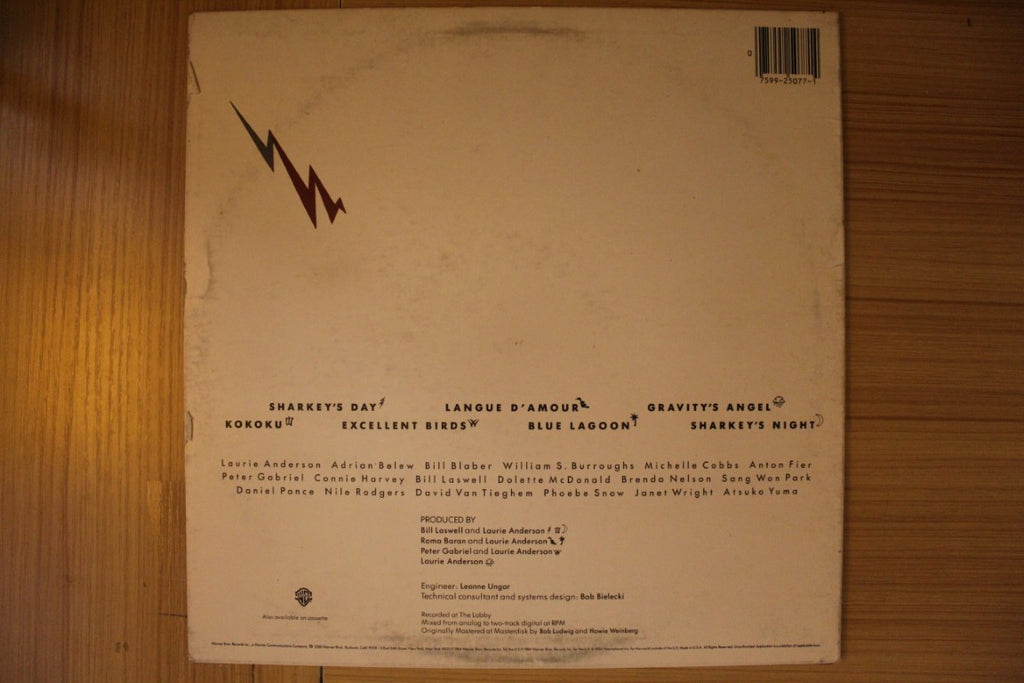 0
7599-25077-1
SHARKEY'S DAY LANGUE D'AMOUR GRAVITY'S ANGEL
KOKOKU EXCELLENT BIRDS BLUE LAGOON SHARKEY'S NIGHT
Laurie Anderson Adrian Belew Bill Blaber William S. Burroughs Michelle Cobbs Anton Fier
Peter Gabriel Connie Harvey Bill Laswell Dolette McDonald Brenda Nelson Sang Won Park
Daniel Ponce Nile Rodgers David Van Tieghem Phoebe Snow Janet Wright Atsuko Yuma
PRODUCED BY
Bill Laswell and Laurie Anderson
Roma Baran and Laurie Anderson
Peter Gabriel and Laurie Anderson
Laurie Anderson
Engineer: Leanne Ungar
Technical consultant and systems design: Bob Bielecki
Also available on cassette
Recorded at The Lobby
Mixed from analog to two-track digital at RPM
Originally Mastered at Masterdisk by Bob Ludwig and Howie Weinberg